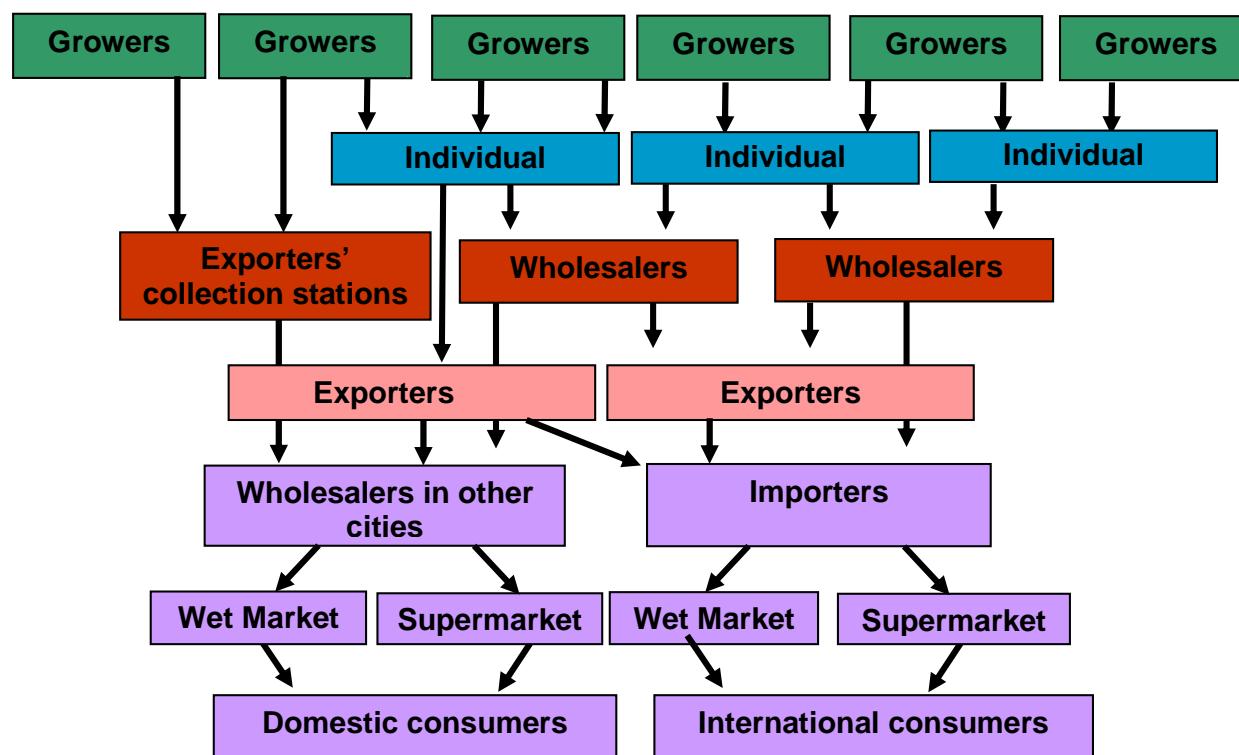 Growers
Growers
Growers
Growers
Growers
Growers
Individual
Individual
Individual
Exporters’
collection stations
Wholesalers
Wholesalers
Exporters
Exporters
Wholesalers in other
cities
Importers
Wet Market
Supermarket
Wet Market
Supermarket
Domestic consumers
International consumers